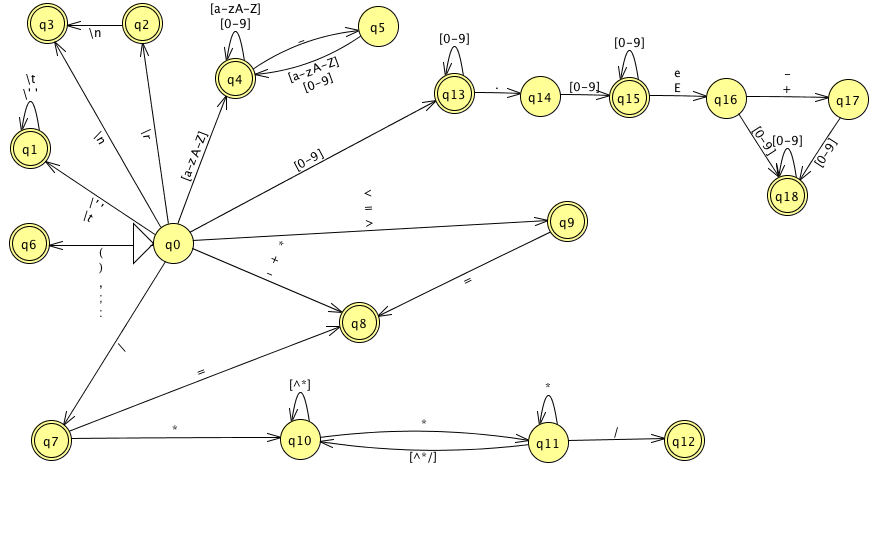 q3
\n
q2
[a-zA-Z]
[0-9]
q4
_
q5
[a-zA-Z]
[0-9]
[0-9]
q13
.
q14
[0-9]
[0-9]
q15
e
E
q16
-
+
q17
[0-9]
[0-9]
[0-9]
q18
\t
\' '
q1
\n
\r
[a-zA-Z]
[0-9]
\' '
\t
q6
(
)
,
;
:
q0
<
=
>
q9
*
+
-
=
q8
/
=
q7
*
[^*]
q10
*
[^*/]
*
q11
/
q12